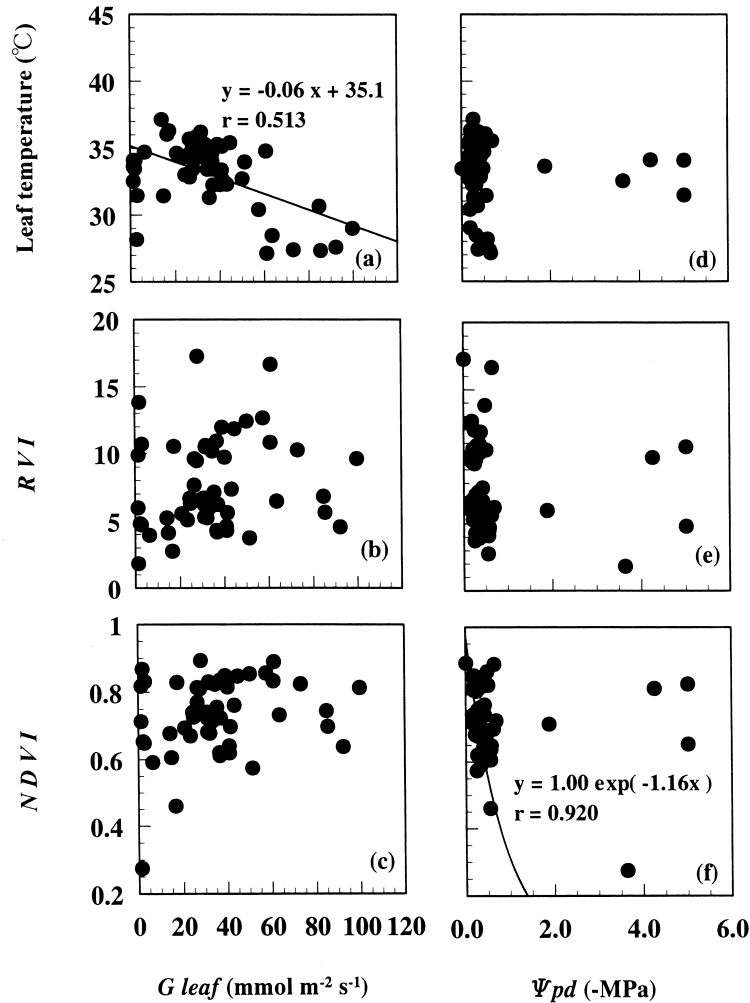 Leaf temperature (℃)
45
40
35
30
25
y = -0.06 x + 35.1
r = 0.513
(a)
(d)
RVI
20
15
10
5
0
(b)
(e)
NDVI
1
0.8
0.6
0.4
0.2
(c)
y = 1.00 exp( -1.16x )
r = 0.920
(f)
0 20 40 60 80 100 120
0.0 2.0 4.0 6.0
G leaf (mmol m⁻² s⁻¹)
Ψpd (-MPa)